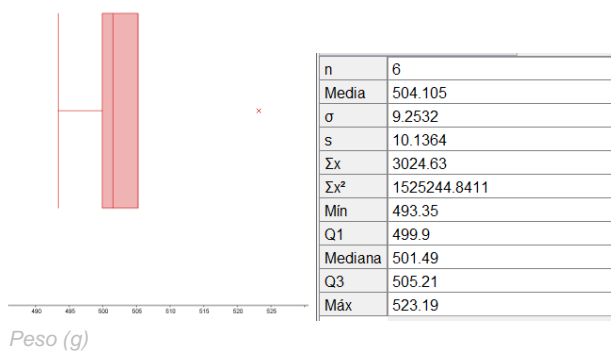 n 6
Media 504.105
σ 9.2532
s 10.1364
Σx 3024.63
Σx² 1525244.8411
Mín 493.35
Q1 499.9
Mediana 501.49
Q3 505.21
Máx 523.19
490 495 500 505 510 515 520 525
Peso (g)